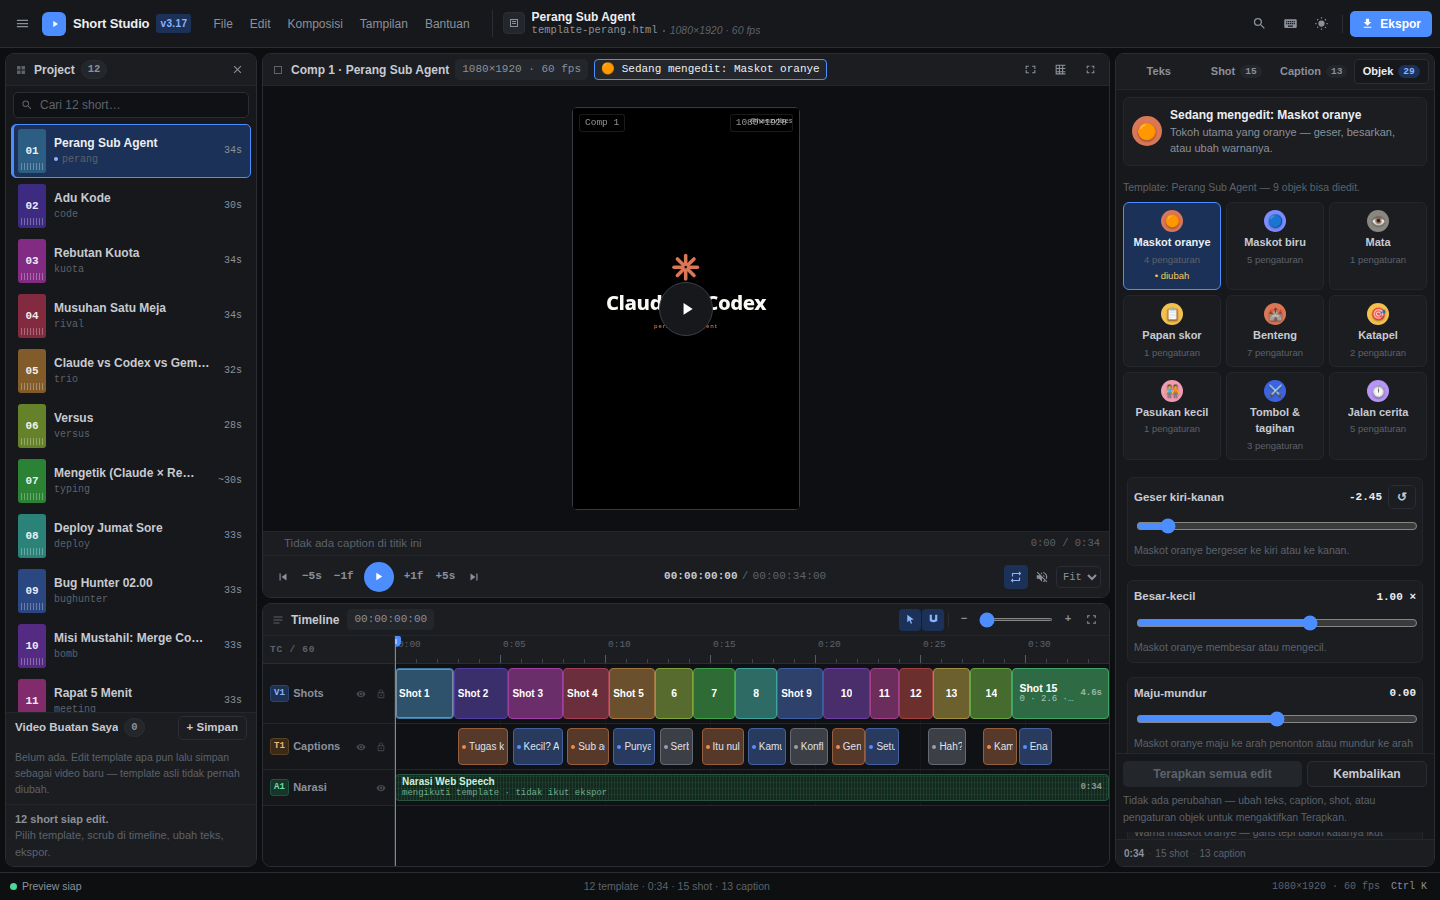 Short Studio v3.17 File Edit Komposisi Tampilan Bantuan
Perang Sub Agent
template-perang.html · 1080×1920 · 60 fps
Ekspor
Project 12
Cari 12 short…
01 Perang Sub Agent 34s
perang
02 Adu Kode 30s
code
03 Rebutan Kuota 34s
kuota
04 Musuhan Satu Meja 34s
rival
05 Claude vs Codex vs Gem… 32s
trio
06 Versus 28s
versus
07 Mengetik (Claude × Re… ~30s
typing
08 Deploy Jumat Sore 33s
deploy
09 Bug Hunter 02.00 33s
bughunter
10 Misi Mustahil: Merge Co… 33s
bomb
11 Rapat 5 Menit 33s
meeting
Video Buatan Saya 0 + Simpan
Belum ada. Edit template apa pun lalu simpan
sebagai video baru — template asli tidak pernah
diubah.
12 short siap edit.
Pilih template, scrub di timeline, ubah teks,
ekspor.
Comp 1 · Perang Sub Agent 1080×1920 · 60 fps Sedang mengedit: Maskot oranye
Comp 1 1080×1920
Tidak ada caption di titik ini 0:00 / 0:34
−5s −1f +1f +5s 00:00:00:00 / 00:00:34:00 Fit
Timeline 00:00:00:00 − +
TC / 60 0:00 0:05 0:10 0:15 0:20 0:25 0:30
V1 Shots Shot 1 Shot 2 Shot 3 Shot 4 Shot 5 6 7 8 Shot 9 10 11 12 13 14 Shot 15
0 · 2.6 ·… 4.6s
T1 Captions Tugas k Kecil? A Sub a Punya Serb Itu nul Kamu Konfl Gen Setu Hah? Kam Ena
A1 Narasi Narasi Web Speech
mengikuti template · tidak ikut ekspor 0:34
Teks Shot 15 Caption 13 Objek 29
Sedang mengedit: Maskot oranye
Tokoh utama yang oranye — geser, besarkan,
atau ubah warnanya.
Template: Perang Sub Agent — 9 objek bisa diedit.
Maskot oranye Maskot biru Mata
4 pengaturan 5 pengaturan 1 pengaturan
• diubah
Papan skor Benteng Katapel
1 pengaturan 7 pengaturan 2 pengaturan
Pasukan kecil Tombol & tagihan Jalan cerita
1 pengaturan 3 pengaturan 5 pengaturan
Geser kiri-kanan -2.45
Maskot oranye bergeser ke kiri atau ke kanan.
Besar-kecil 1.00 ×
Maskot oranye membesar atau mengecil.
Maju-mundur 0.00
Maskot oranye maju ke arah penonton atau mundur ke arah
Terapkan semua edit Kembalikan
Tidak ada perubahan — ubah teks, caption, shot, atau
pengaturan objek untuk mengaktifkan Terapkan.
0:34 · 15 shot · 13 caption
Preview siap 12 template · 0:34 · 15 shot · 13 caption 1080×1920 · 60 fps Ctrl K